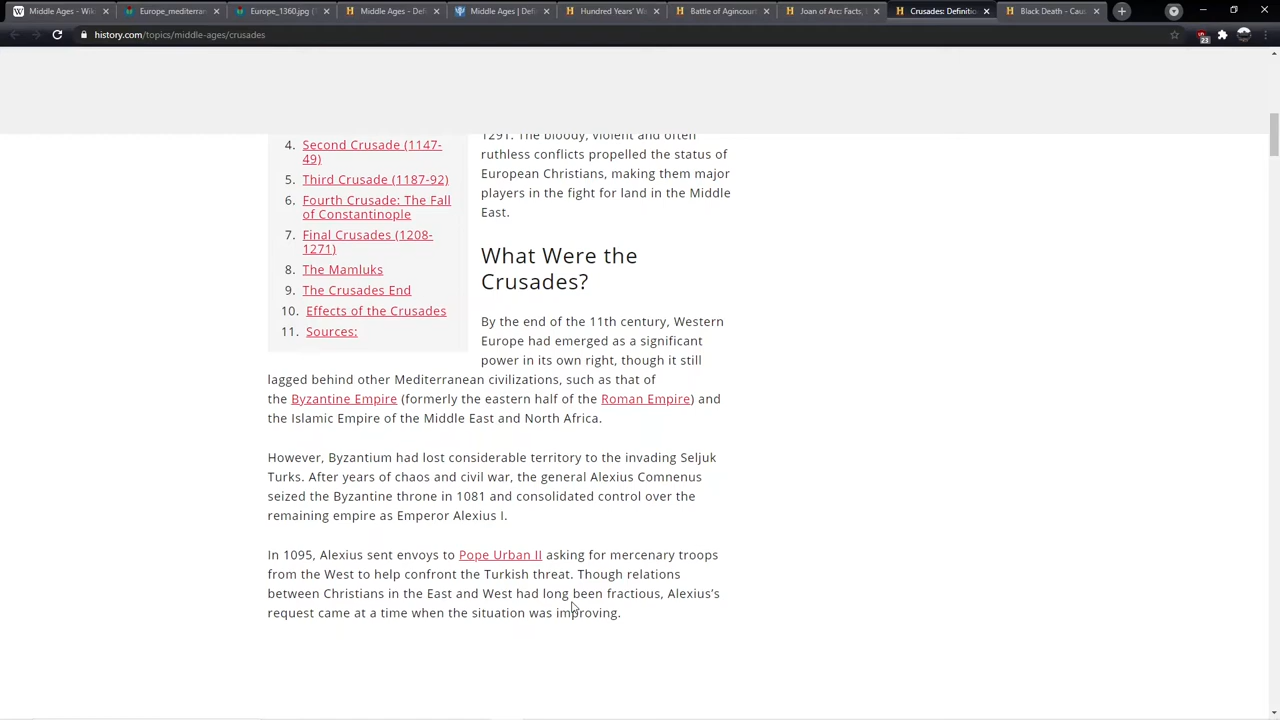 Middle Ages - Wiki
Europe_mediterran
Europe_1360.jpg (1
Middle Ages - Defi
Middle Ages | Defi
Hundred Years' Wa
Battle of Agincourt
Joan of Arc: Facts,
Crusades: Definitio
Black Death - Cau
history.com/topics/middle-ages/crusades
23
4. Second Crusade (1147-
49)
5. Third Crusade (1187-92)
6. Fourth Crusade: The Fall
of Constantinople
7. Final Crusades (1208-
1271)
8. The Mamluks
9. The Crusades End
10. Effects of the Crusades
11. Sources:
1291. The bloody, violent and often
ruthless conflicts propelled the status of
European Christians, making them major
players in the fight for land in the Middle
East.
What Were the
Crusades?
By the end of the 11th century, Western
Europe had emerged as a significant
power in its own right, though it still
lagged behind other Mediterranean civilizations, such as that of
the Byzantine Empire (formerly the eastern half of the Roman Empire) and
the Islamic Empire of the Middle East and North Africa.
However, Byzantium had lost considerable territory to the invading Seljuk
Turks. After years of chaos and civil war, the general Alexius Comnenus
seized the Byzantine throne in 1081 and consolidated control over the
remaining empire as Emperor Alexius I.
In 1095, Alexius sent envoys to Pope Urban II asking for mercenary troops
from the West to help confront the Turkish threat. Though relations
between Christians in the East and West had long been fractious, Alexius's
request came at a time when the situation was improving.